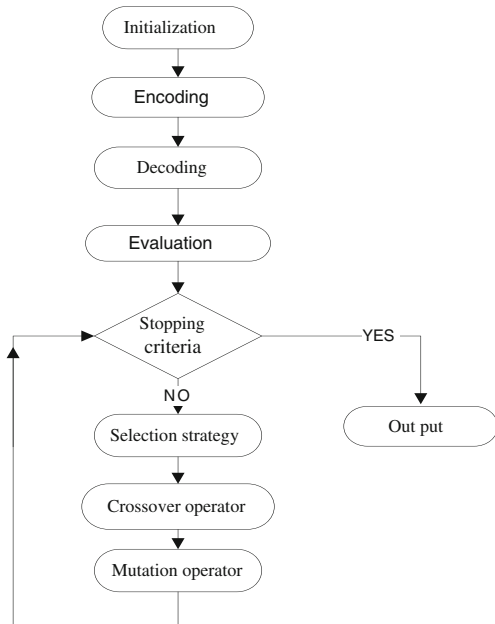 Initialization
Encoding
Decoding
Evaluation
Stopping
criteria
YES
NO
Selection strategy
Out put
Crossover operator
Mutation operator